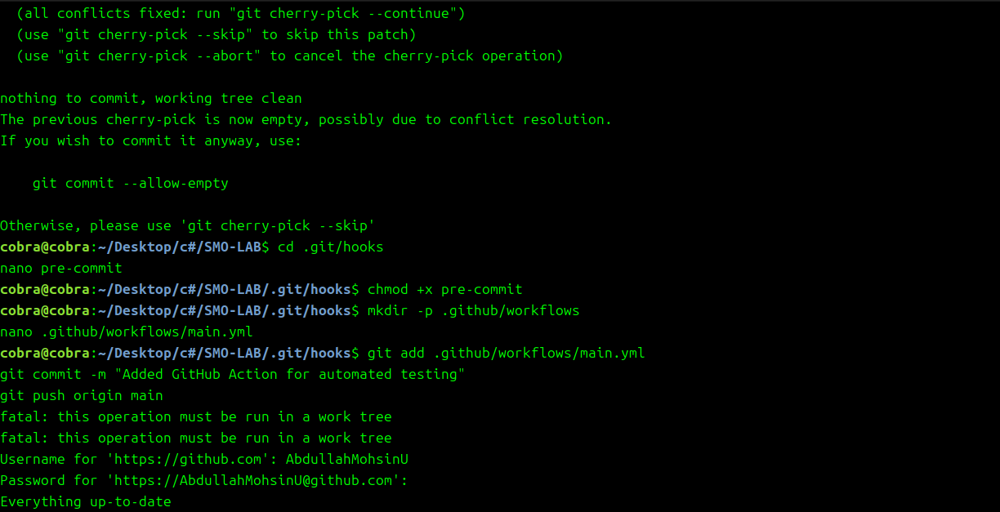 (all conflicts fixed: run "git cherry-pick --continue")
(use "git cherry-pick --skip" to skip this patch)
(use "git cherry-pick --abort" to cancel the cherry-pick operation)
nothing to commit, working tree clean
The previous cherry-pick is now empty, possibly due to conflict resolution.
If you wish to commit it anyway, use:
git commit --allow-empty
Otherwise, please use 'git cherry-pick --skip'
cobra@cobra:~/Desktop/c#/SMO-LAB$ cd .git/hooks
nano pre-commit
cobra@cobra:~/Desktop/c#/SMO-LAB/.git/hooks$ chmod +x pre-commit
cobra@cobra:~/Desktop/c#/SMO-LAB/.git/hooks$ mkdir -p .github/workflows
nano .github/workflows/main.yml
cobra@cobra:~/Desktop/c#/SMO-LAB/.git/hooks$ git add .github/workflows/main.yml
git commit -m "Added GitHub Action for automated testing"
git push origin main
fatal: this operation must be run in a work tree
fatal: this operation must be run in a work tree
Username for 'https://github.com': AbdullahMohsinU
Password for 'https://AbdullahMohsinU@github.com':
Everything up-to-date